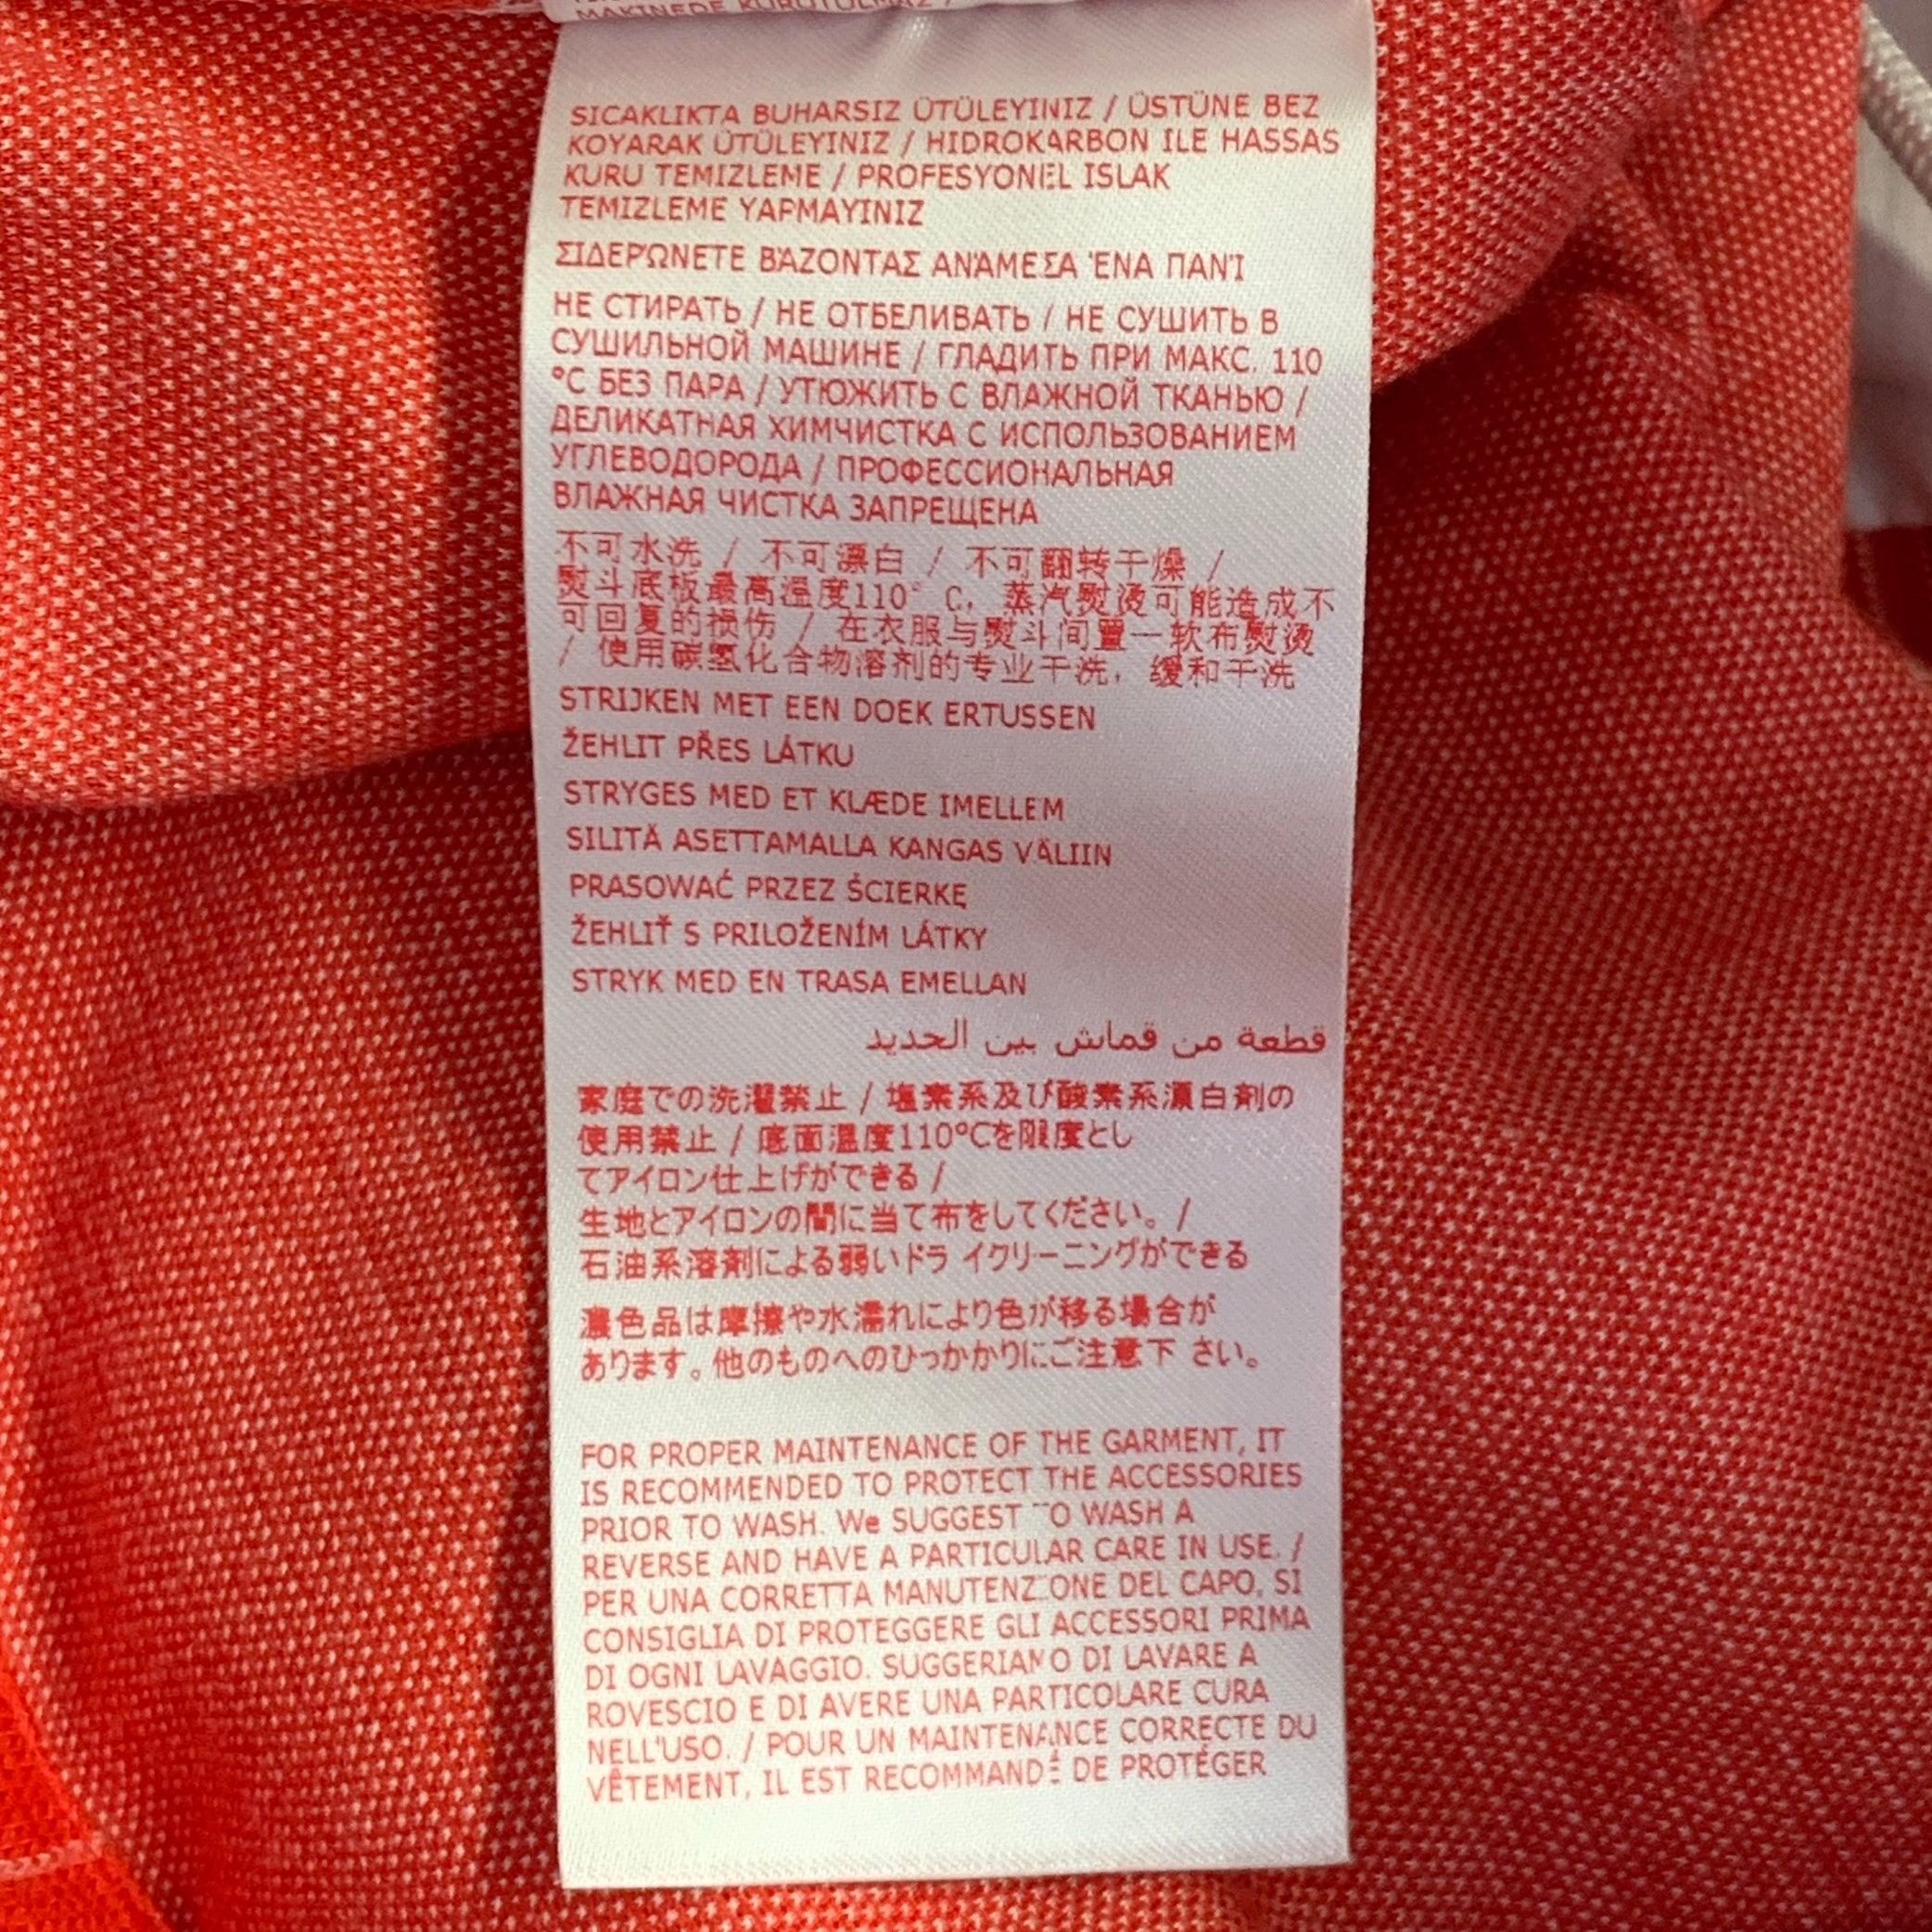 MAKINEDE KURUTULMAYINIZ /
SICAKLIKTA BUHARSIZ ÜTÜLEYINIZ / ÜSTÜNE BEZ
KOYARAK ÜTÜLEYINIZ / HIDROKARBON ILE HASSAS
KURU TEMIZLEME / PROFESYONEL ISLAK
TEMIZLEME YAPMAYINIZ
ΣΙΔΕΡΏΝΕΤΕ ΒΆΖΟΝΤΑΣ ΑΝΆΜΕΣΑ ΈΝΑ ΠΑΝΊ
НЕ СТИРАТЬ / НЕ ОТБЕЛИВАТЬ / НЕ СУШИТЬ В
СУШИЛЬНОЙ МАШИНЕ / ГЛАДИТЬ ПРИ МАКС. 110
°C БЕЗ ПАРА / УТЮЖИТЬ С ВЛАЖНОЙ ТКАНЬЮ /
ДЕЛИКАТНАЯ ХИМЧИСТКА С ИСПОЛЬЗОВАНИЕМ
УГЛЕВОДОРОДА / ПРОФЕССИОНАЛЬНАЯ
ВЛАЖНАЯ ЧИСТКА ЗАПРЕЩЕНА
不可水洗 / 不可漂白 / 不可翻转干燥 /
熨斗底板最高温度110° C, 蒸汽熨烫可能造成不
可回复的损伤 / 在衣服与熨斗间置一软布熨烫
/ 使用碳氢化合物溶剂的专业干洗, 缓和干洗
STRIJKEN MET EEN DOEK ERTUSSEN
ŽEHLIT PŘES LÁTKU
STRYGES MED ET KLÆDE IMELLEM
SILITÄ ASETTAMALLA KANGAS VÄLIIN
PRASOWAĆ PRZEZ ŚCIERKĘ
ŽEHLIŤ S PRILOŽENÍM LÁTKY
STRYK MED EN TRASA EMELLAN
قطعة من قماش بين الحديد
家庭での洗濯禁止 / 塩素系及び酸素系漂白剤の
使用禁止 / 底面温度110℃を限度とし
てアイロン仕上げができる /
生地とアイロンの間に当て布をしてください。 /
石油系溶剤による弱いドラ イクリーニングができる
濃色品は摩擦や水濡れにより色が移る場合が
あります。他のものへのひっかかりにご注意下 さい。
FOR PROPER MAINTENANCE OF THE GARMENT, IT
IS RECOMMENDED TO PROTECT THE ACCESSORIES
PRIOR TO WASH. We SUGGEST TO WASH A
REVERSE AND HAVE A PARTICULAR CARE IN USE. /
PER UNA CORRETTA MANUTENZIONE DEL CAPO, SI
CONSIGLIA DI PROTEGGERE GLI ACCESSORI PRIMA
DI OGNI LAVAGGIO. SUGGERIAMO DI LAVARE A
ROVESCIO E DI AVERE UNA PARTICOLARE CURA
NELL'USO. / POUR UN MAINTENANCE CORRECTE DU
VÊTEMENT, IL EST RECOMMANDÉ DE PROTÉGER